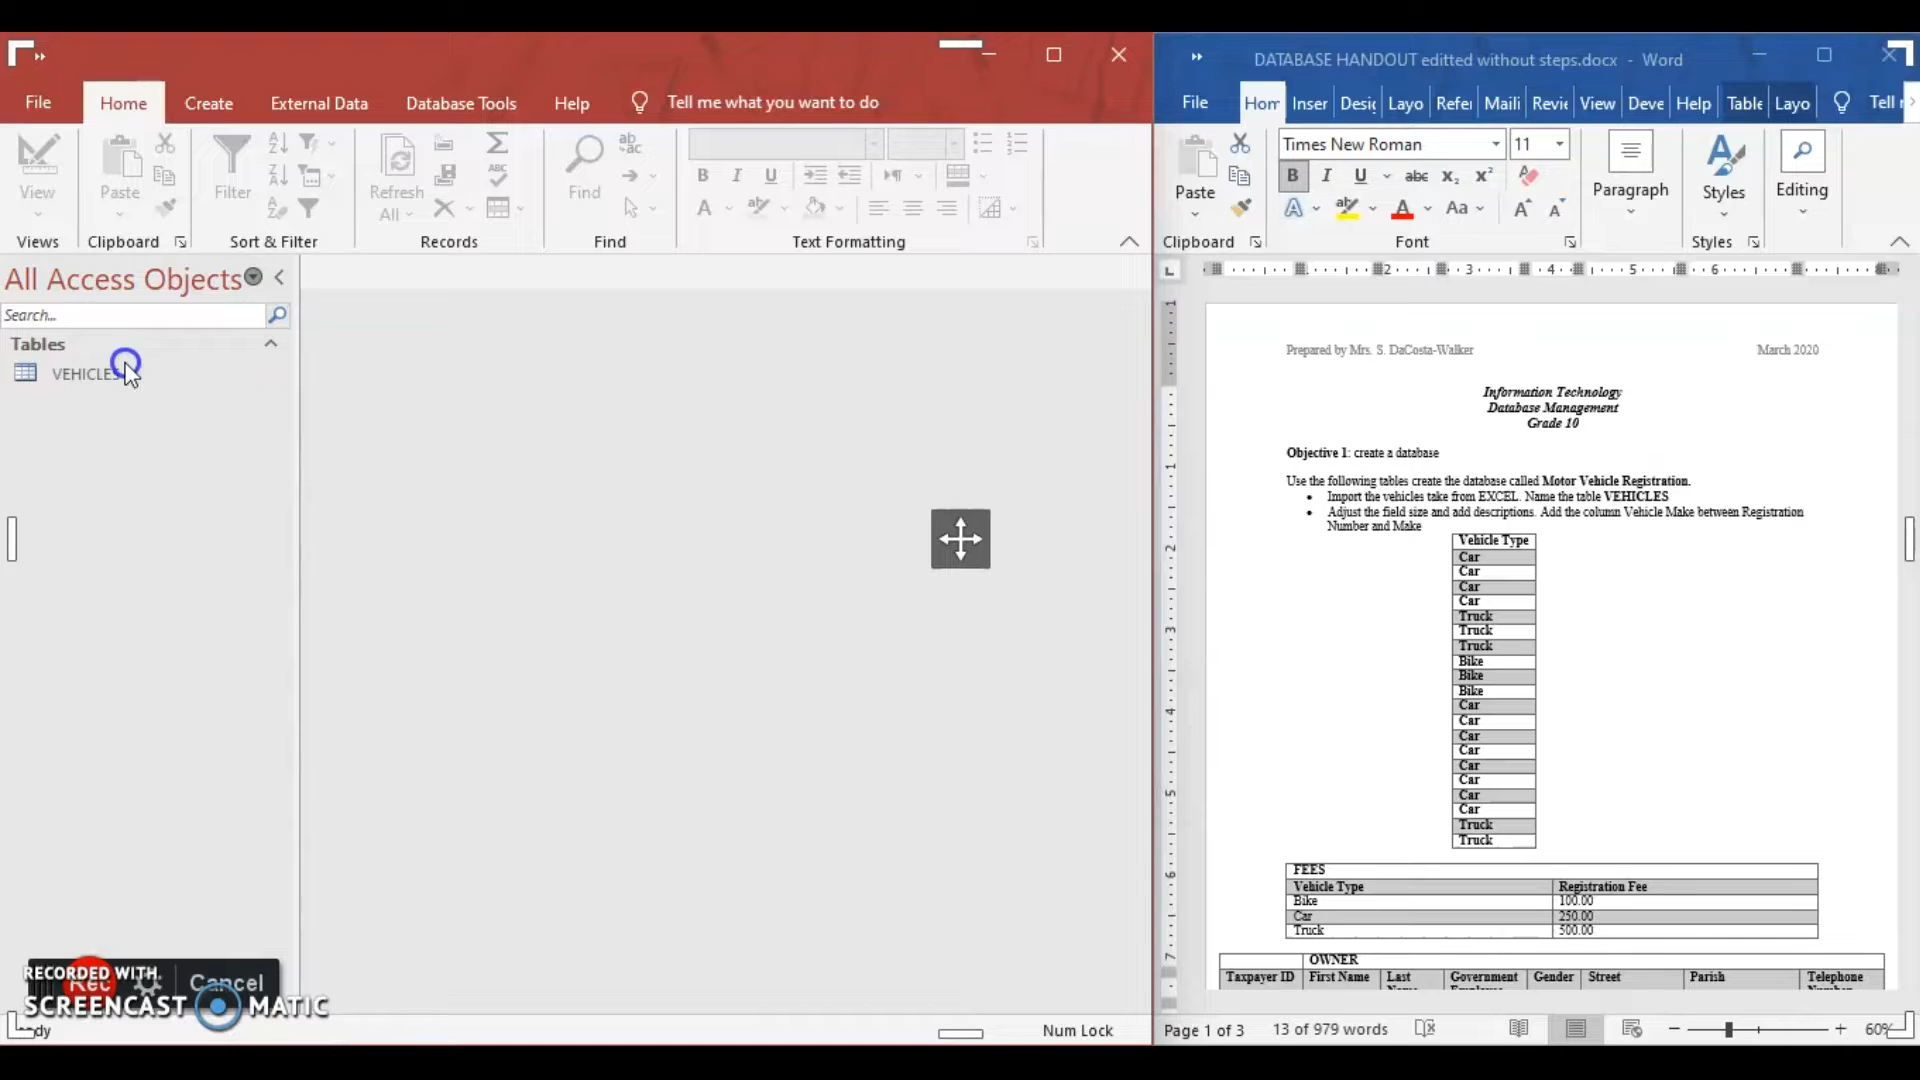 File
Home
Create
External Data
Database Tools
Help
Tell me what you want to do
View
Paste
Filter
Refresh
All
Find
Views
Clipboard
Sort & Filter
Records
Find
Text Formatting
All Access Objects
Search...
Tables
VEHICLES
RECORDED WITH
Rec
Cancel
SCREENCAST MATIC
Num Lock
DATABASE HANDOUT editted without steps.docx - Word
File
Hom
Inser
Desig
Layo
Refer
Maili
Revie
View
Deve
Help
Table
Layo
Tell
Paste
Times New Roman
11
Paragraph
Styles
Editing
Clipboard
Font
Styles
Prepared by Mrs. S. DaCosta-Walker March 2020
Information Technology
Database Management
Grade 10
Objective 1: create a database
Use the following tables create the database called Motor Vehicle Registration.
• Import the vehicles take from EXCEL. Name the table VEHICLES
• Adjust the field size and add descriptions. Add the column Vehicle Make between Registration
Number and Make
Vehicle Type
Car
Car
Car
Car
Truck
Truck
Truck
Bike
Bike
Bike
Car
Car
Car
Car
Car
Car
Car
Car
Truck
Truck
FEES
Vehicle Type Registration Fee
Bike 100.00
Car 250.00
Truck 500.00
OWNER
Taxpayer ID First Name Last Government Gender Street Parish Telephone
Page 1 of 3 13 of 979 words 60%